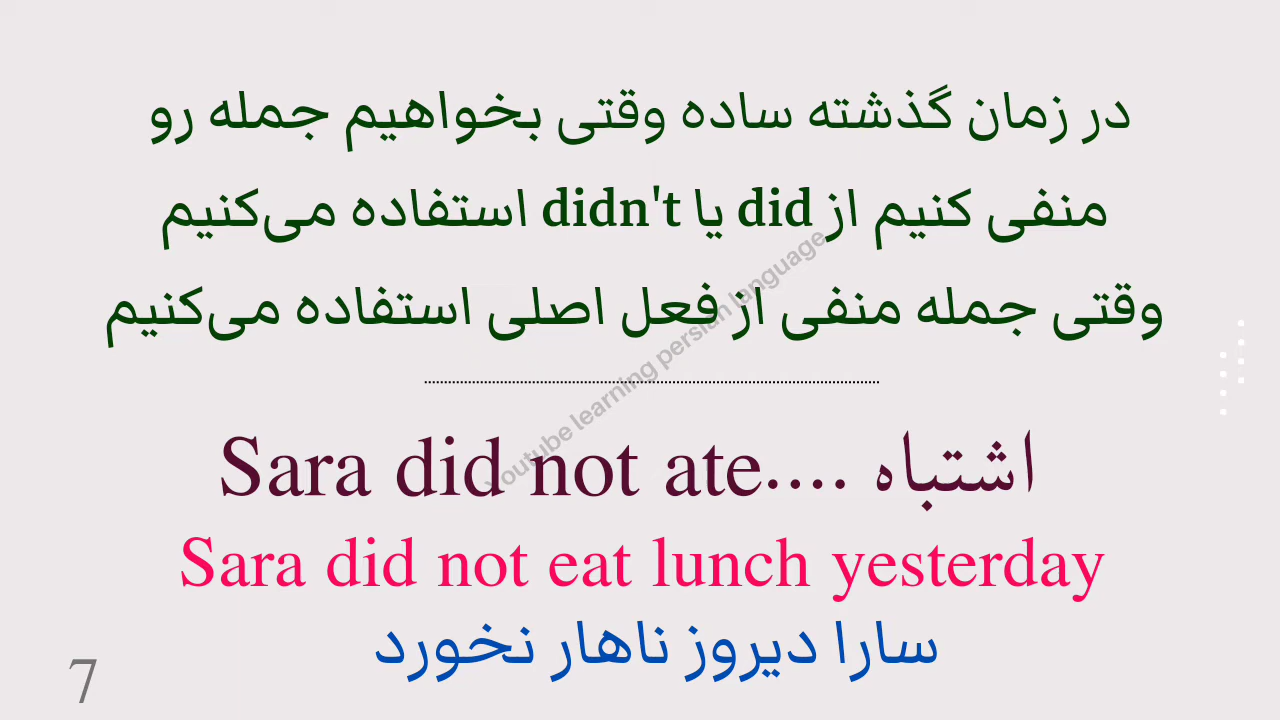 در زمان گذشته ساده وقتی بخواهیم جمله رو
منفی کنیم از did یا didn't استفاده می‌کنیم
وقتی جمله منفی از فعل اصلی استفاده می‌کنیم
Youtube learning persian language
Sara did not ate.... اشتباه
Sara did not eat lunch yesterday
سارا دیروز ناهار نخورد
7